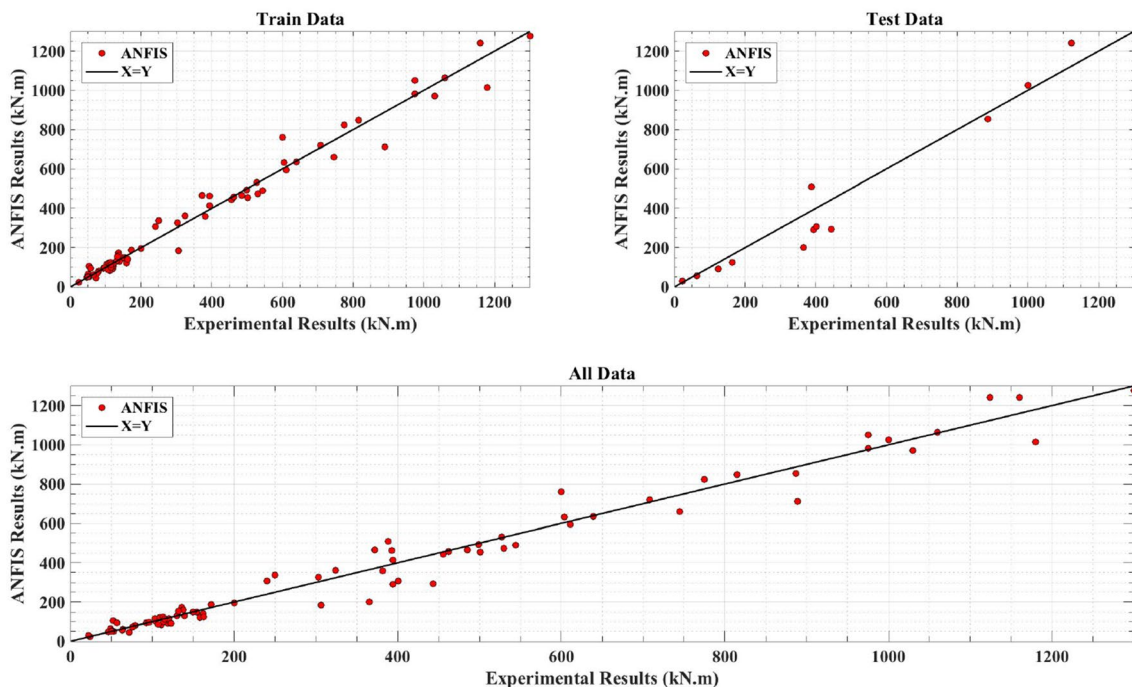 Train Data
ANFIS
X=Y
ANFIS Results (kN.m)
1200
1000
800
600
400
200
0
0 200 400 600 800 1000 1200
Experimental Results (kN.m)
Test Data
ANFIS
X=Y
ANFIS Results (kN.m)
1200
1000
800
600
400
200
0
0 200 400 600 800 1000 1200
Experimental Results (kN.m)
All Data
ANFIS
X=Y
ANFIS Results (kN.m)
1200
1000
800
600
400
200
0
0 200 400 600 800 1000 1200
Experimental Results (kN.m)